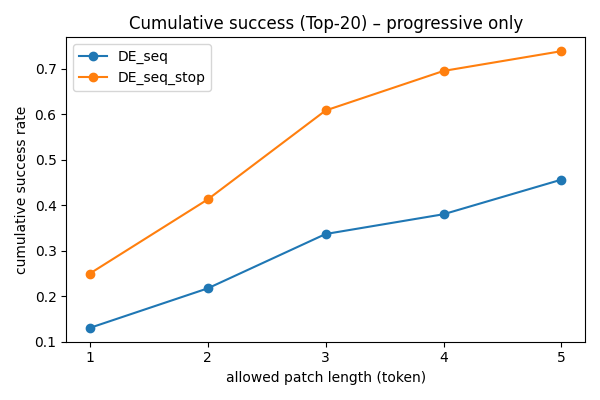 Cumulative success (Top-20) – progressive only
DE_seq
DE_seq_stop
cumulative success rate
0.7
0.6
0.5
0.4
0.3
0.2
0.1
1 2 3 4 5
allowed patch length (token)